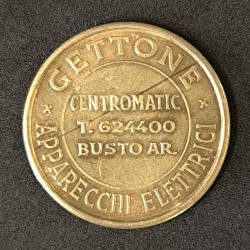 GETTONE
CENTROMATIC
T. 624400
BUSTO AR.
× APPARECCHI ELETTRICI ×